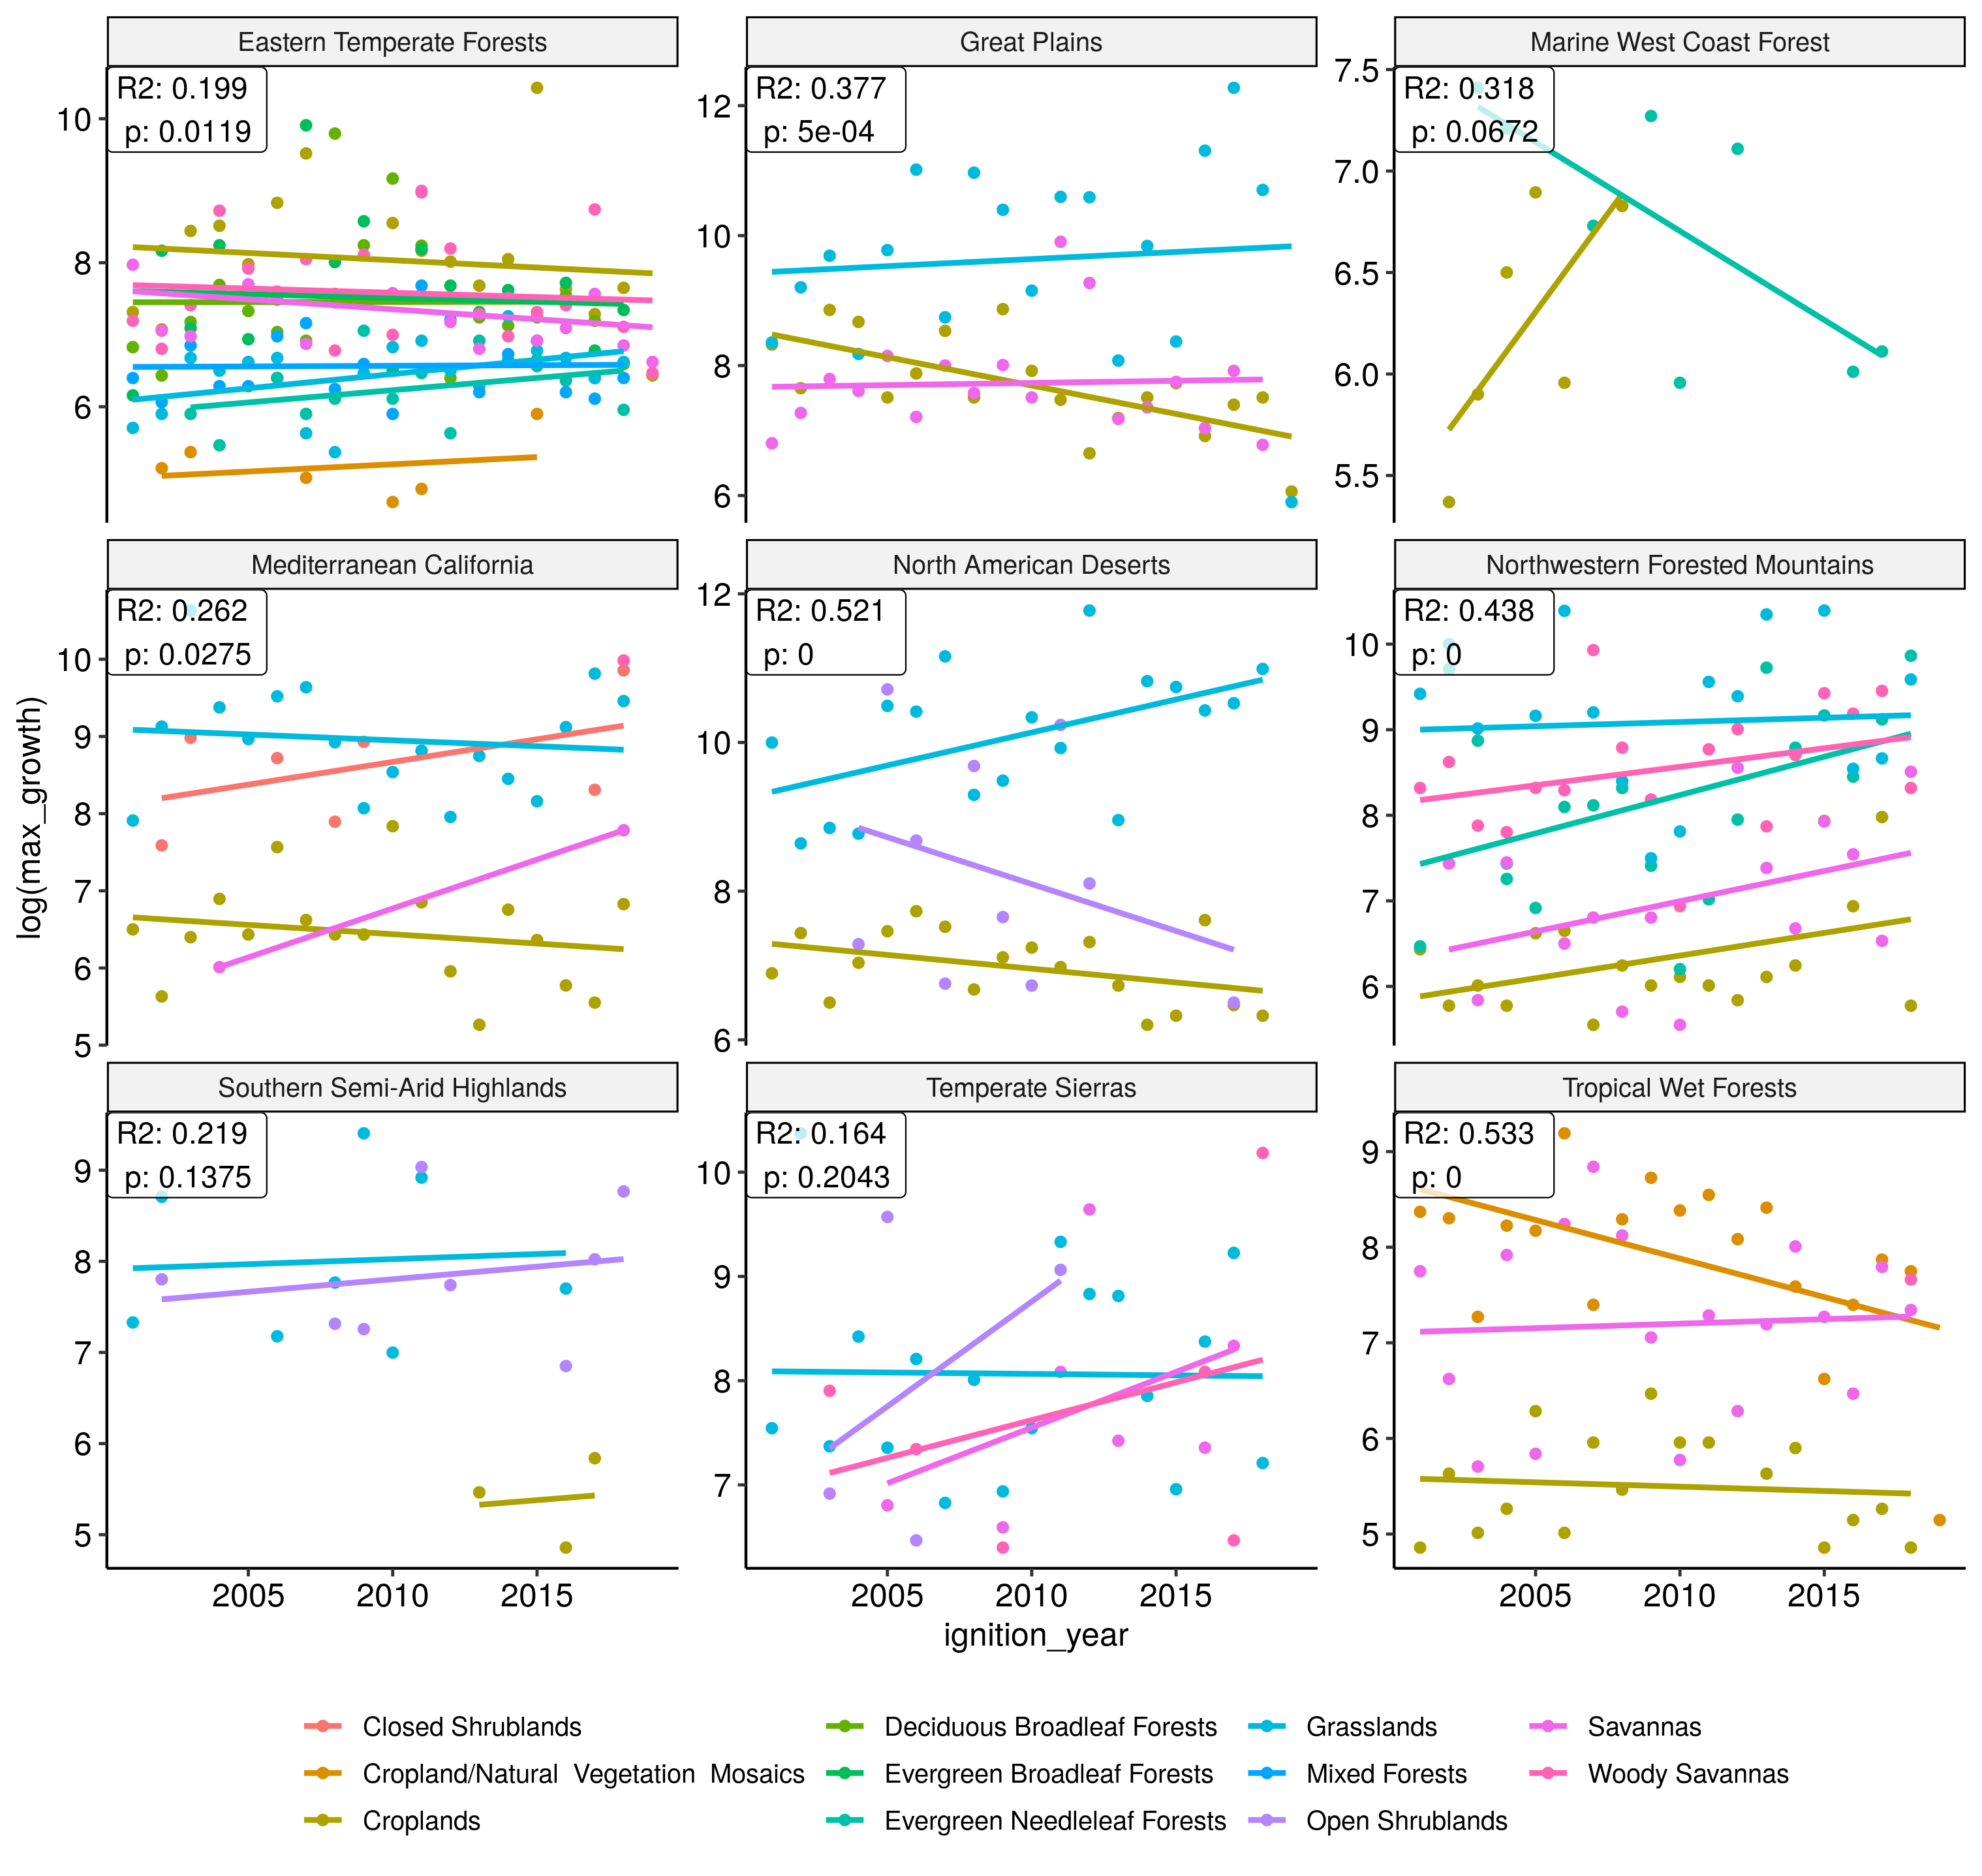 Eastern Temperate Forests
Great Plains
Marine West Coast Forest
R2: 0.199
p: 0.0119
R2: 0.377
p: 5e-04
R2: 0.318
p: 0.0672
10
8
6
12
10
8
6
7.5
7.0
6.5
6.0
5.5
Mediterranean California
North American Deserts
Northwestern Forested Mountains
R2: 0.262
p: 0.0275
R2: 0.521
p: 0
R2: 0.438
p: 0
10
9
8
7
6
5
12
10
8
6
10
9
8
7
6
log(max_growth)
Southern Semi-Arid Highlands
Temperate Sierras
Tropical Wet Forests
R2: 0.219
p: 0.1375
R2: 0.164
p: 0.2043
R2: 0.533
p: 0
9
8
7
6
5
10
9
8
7
9
8
7
6
5
2005 2010 2015
2005 2010 2015
2005 2010 2015
ignition_year
Closed Shrublands
Deciduous Broadleaf Forests
Grasslands
Savannas
Cropland/Natural Vegetation Mosaics
Evergreen Broadleaf Forests
Mixed Forests
Woody Savannas
Croplands
Evergreen Needleleaf Forests
Open Shrublands